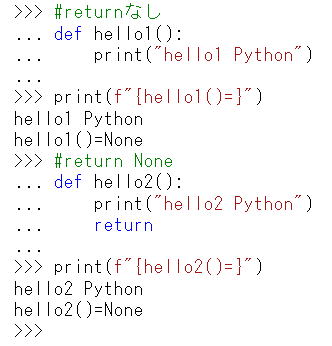 >>> #returnなし
... def hello1():
...     print("hello1 Python")
...
>>> print(f"{hello1()=}")
hello1 Python
hello1()=None
>>> #return None
... def hello2():
...     print("hello2 Python")
...     return
...
>>> print(f"{hello2()=}")
hello2 Python
hello2()=None
>>>